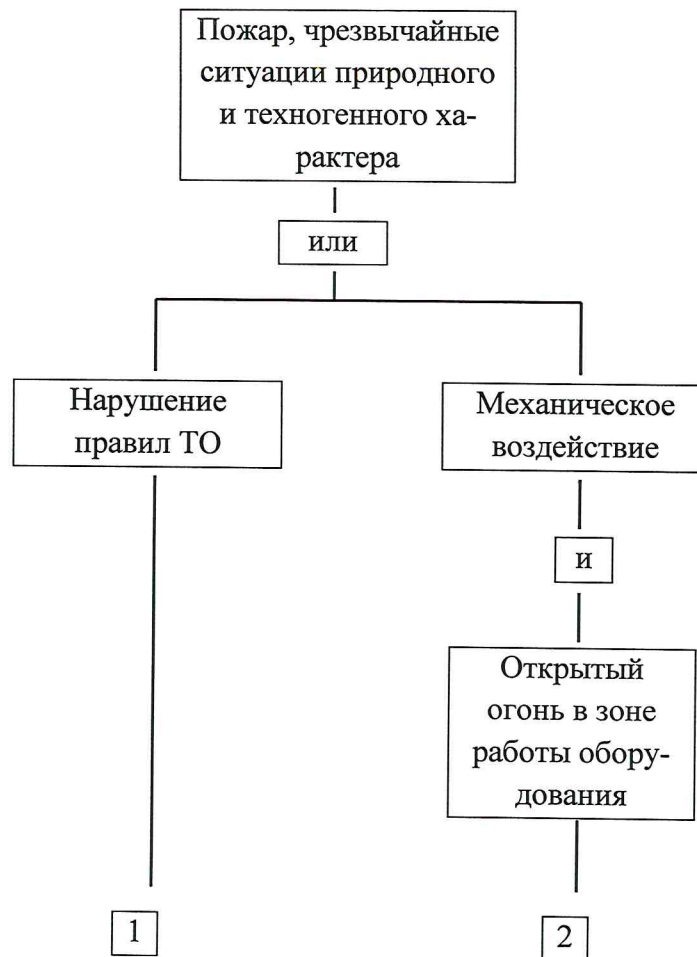 Пожар, чрезвычайные
ситуации природного
и техногенного ха-
рактера
или
Нарушение
правил ТО
Механическое
воздействие
и
Открытый
огонь в зоне
работы обору-
дования
1
2